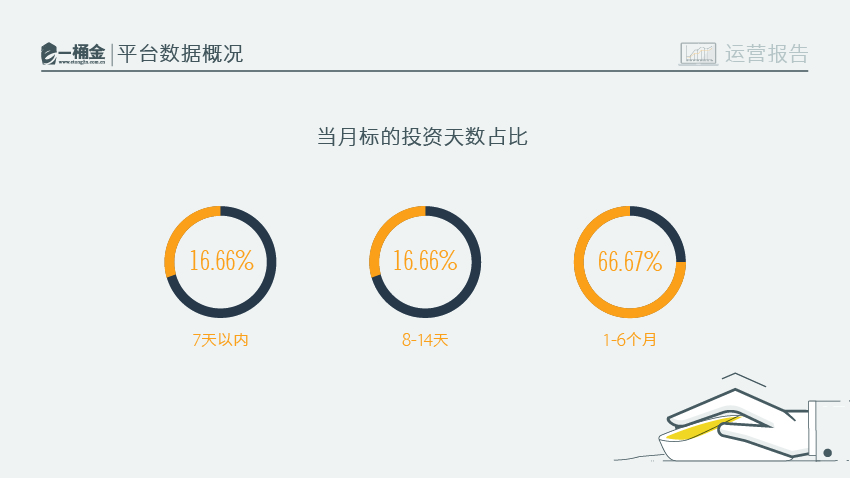 一桶金
www.etongjin.com.cn
平台数据概况
运营报告
当月标的投资天数占比
16.66%
16.66%
66.67%
7天以内
8-14天
1-6个月